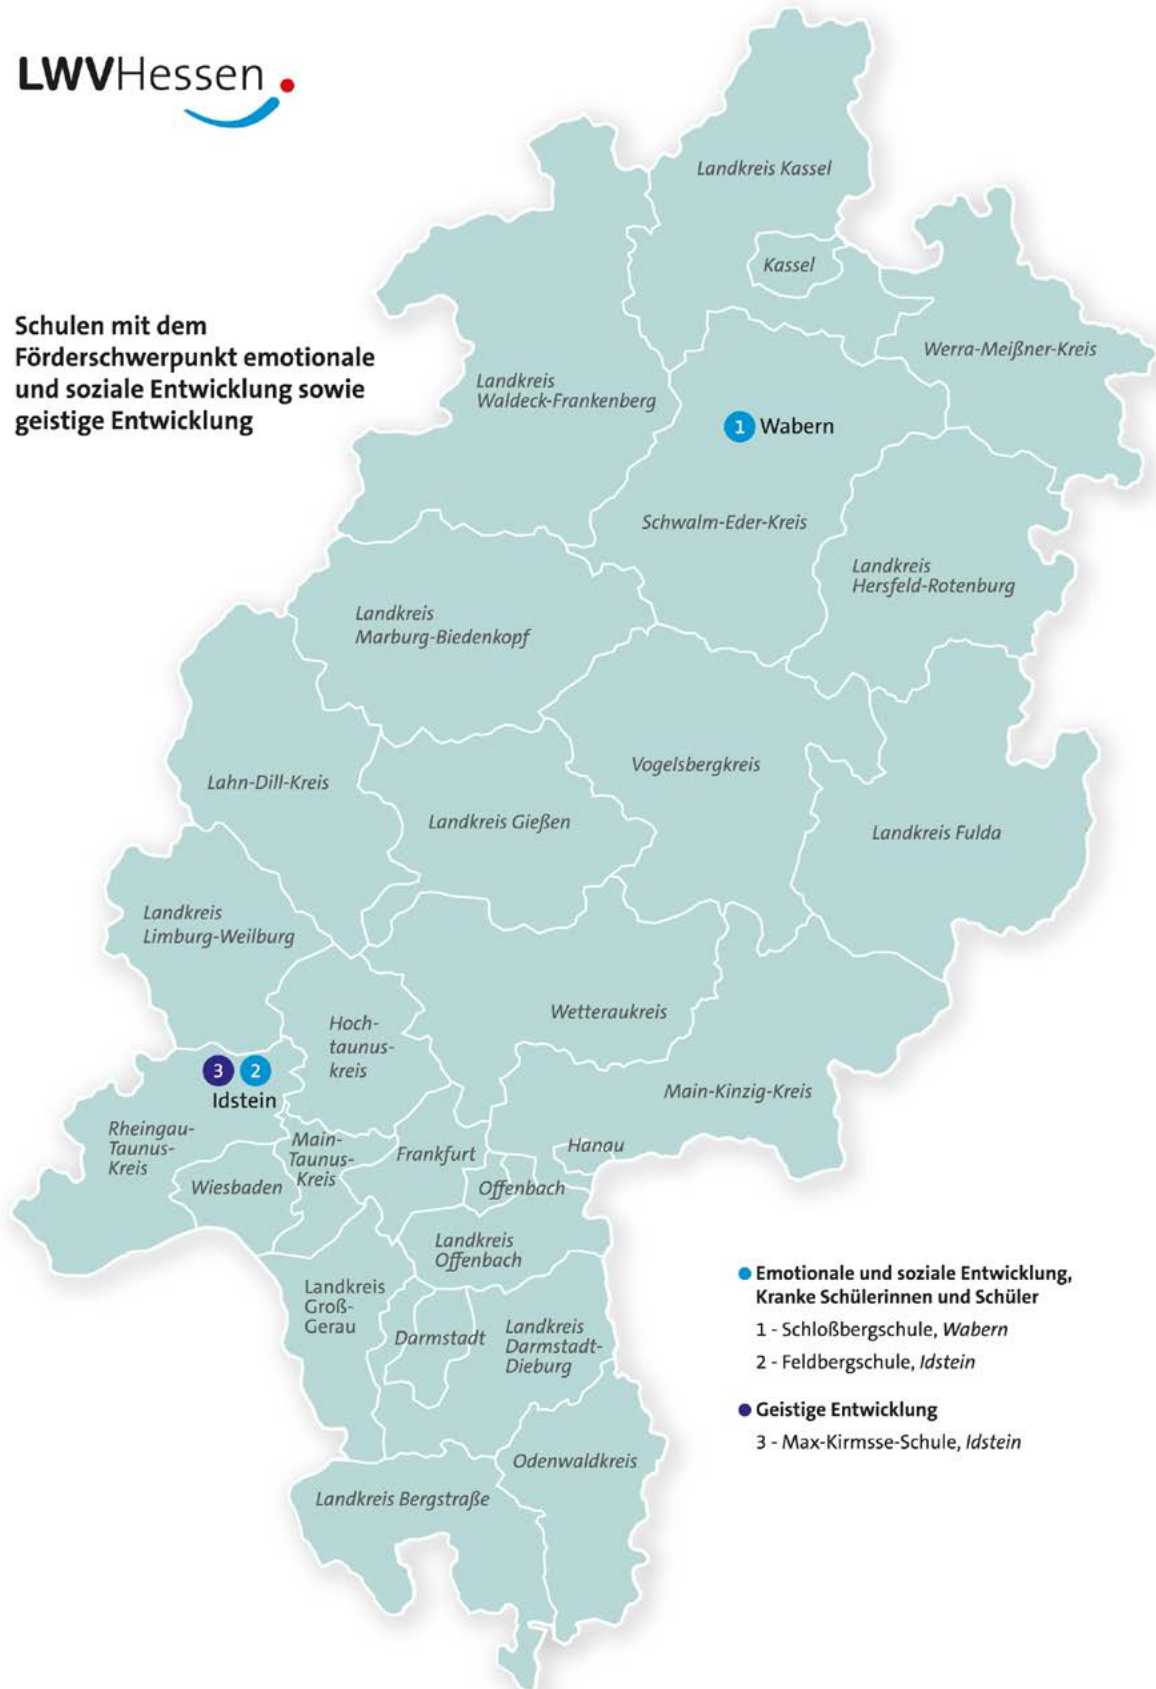 LWVHessen
Schulen mit dem
Förderschwerpunkt emotionale
und soziale Entwicklung sowie
geistige Entwicklung
Landkreis Kassel
Kassel
Werra-Meißner-Kreis
Landkreis
Waldeck-Frankenberg
1 Wabern
Schwalm-Eder-Kreis
Landkreis
Hersfeld-Rotenburg
Landkreis
Marburg-Biedenkopf
Vogelsbergkreis
Lahn-Dill-Kreis
Landkreis Gießen
Landkreis Fulda
Landkreis
Limburg-Weilburg
Wetteraukreis
Hoch-
taunus-
kreis
3 2
Idstein
Main-Kinzig-Kreis
Rheingau-
Taunus-
Kreis
Wiesbaden
Main-
Taunus-
Kreis
Frankfurt
Hanau
Offenbach
Landkreis
Offenbach
Landkreis
Groß-
Gerau
Darmstadt
Landkreis
Darmstadt-
Dieburg
Odenwaldkreis
Landkreis Bergstraße
Emotionale und soziale Entwicklung,
Kranke Schülerinnen und Schüler
1 - Schloßbergschule, Wabern
2 - Feldbergschule, Idstein
Geistige Entwicklung
3 - Max-Kirmsse-Schule, Idstein